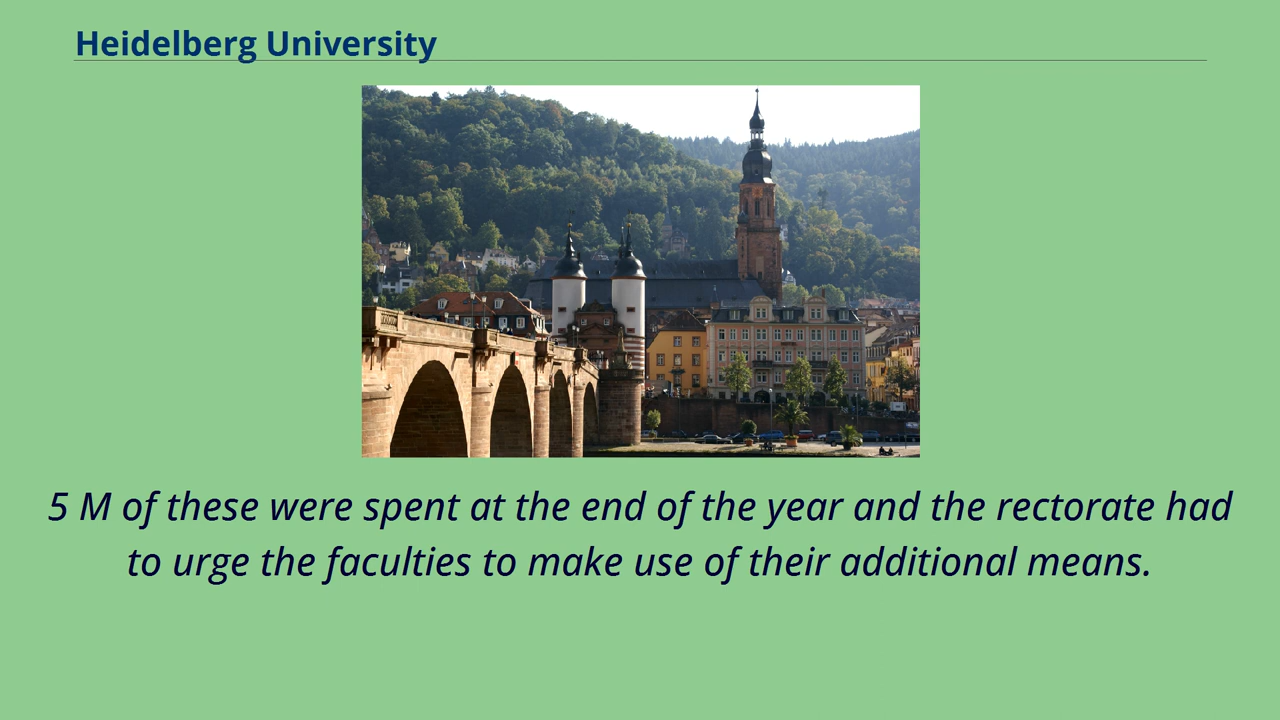 Heidelberg University
5 M of these were spent at the end of the year and the rectorate had
to urge the faculties to make use of their additional means.